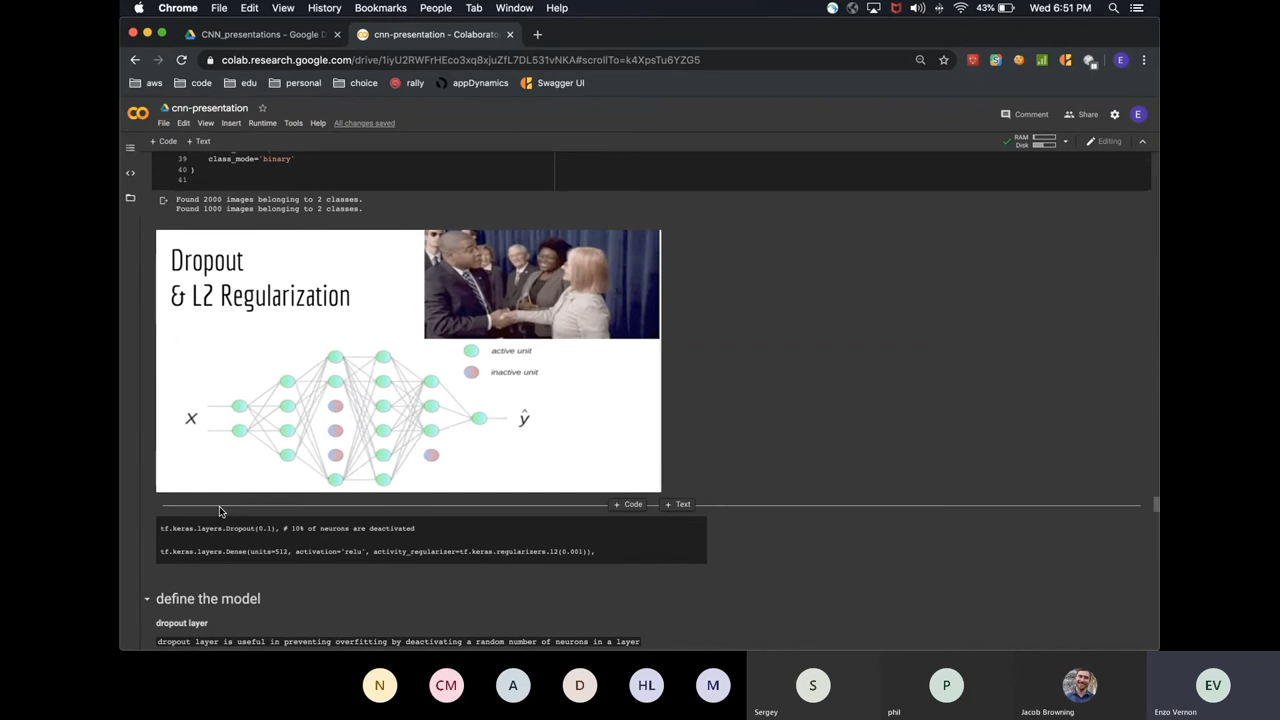 Chrome File Edit View History Bookmarks People Tab Window Help 43% Wed 6:51 PM
CNN_presentations - Google D cnn-presentation - Colaborato
colab.research.google.com/drive/1iyU2RWFrHEco3xq8xjuZfL7DL531vNKA#scrollTo=k4XpsTu6YZG5
aws code edu personal choice rally appDynamics Swagger UI
cnn-presentation
Comment Share E
File Edit View Insert Runtime Tools Help All changes saved
+ Code + Text
RAM
Disk
Editing
39 class_mode='binary'
40 )
41
Found 2000 images belonging to 2 classes.
Found 1000 images belonging to 2 classes.
Dropout
& L2 Regularization
active unit
inactive unit
x
ŷ
+ Code + Text
tf.keras.layers.Dropout(0.1), # 10% of neurons are deactivated
tf.keras.layers.Dense(units=512, activation='relu', activity_regularizer=tf.keras.regularizers.l2(0.001)),
define the model
dropout layer
dropout layer is useful in preventing overfitting by deactivating a random number of neurons in a layer
N CM A D HL M S P EV
Sergey phil Jacob Browning Enzo Vernon